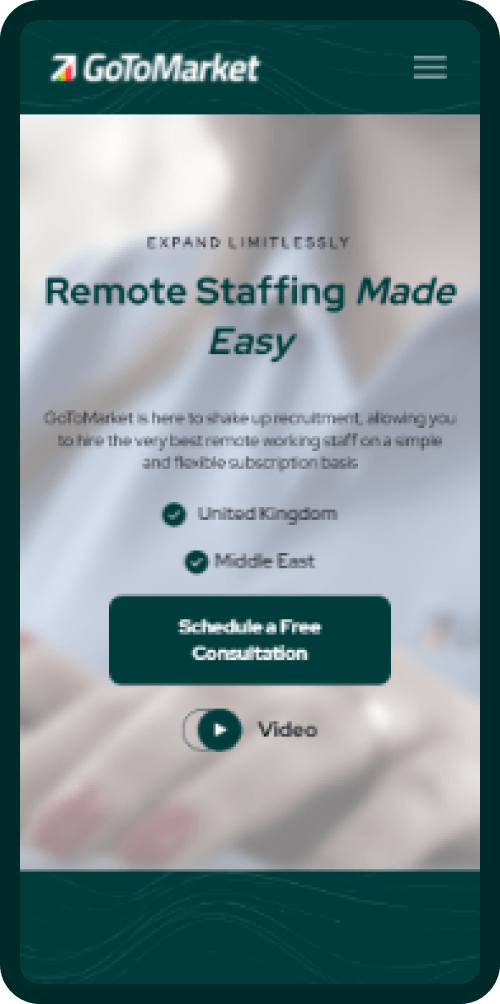 GoToMarket
EXPAND LIMITLESSLY
Remote Staffing Made
Easy
GoToMarket is here to shake up recruitment, allowing you
to hire the very best remote working staff on a simple
and flexible subscription basis
United Kingdom
Middle East
Schedule a Free
Consultation
Video